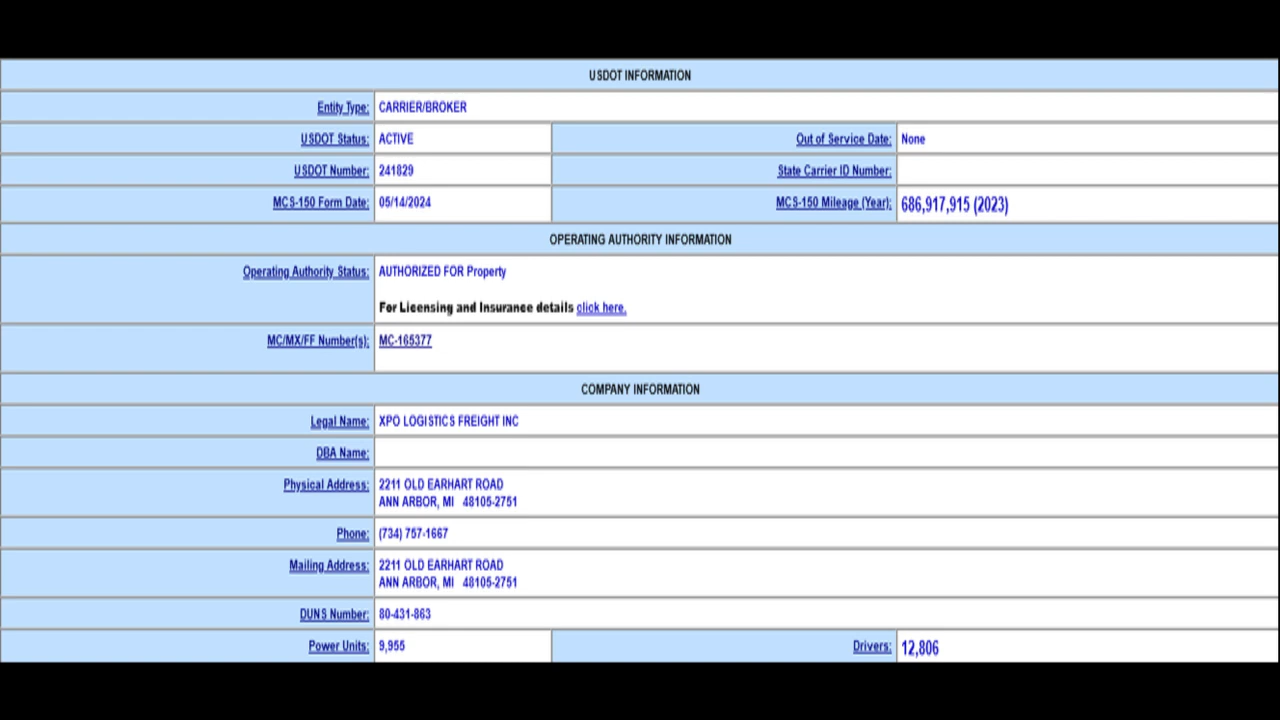 USDOT INFORMATION
Entity Type: CARRIER/BROKER
USDOT Status: ACTIVE Out of Service Date: None
USDOT Number: 241829 State Carrier ID Number:
MCS-150 Form Date: 05/14/2024 MCS-150 Mileage (Year): 686,917,915 (2023)
OPERATING AUTHORITY INFORMATION
Operating Authority Status: AUTHORIZED FOR Property
For Licensing and Insurance details click here.
MC/MX/FF Number(s): MC-165377
COMPANY INFORMATION
Legal Name: XPO LOGISTICS FREIGHT INC
DBA Name:
Physical Address: 2211 OLD EARHART ROAD
ANN ARBOR, MI 48105-2751
Phone: (734) 757-1667
Mailing Address: 2211 OLD EARHART ROAD
ANN ARBOR, MI 48105-2751
DUNS Number: 80-431-863
Power Units: 9,955 Drivers: 12,806